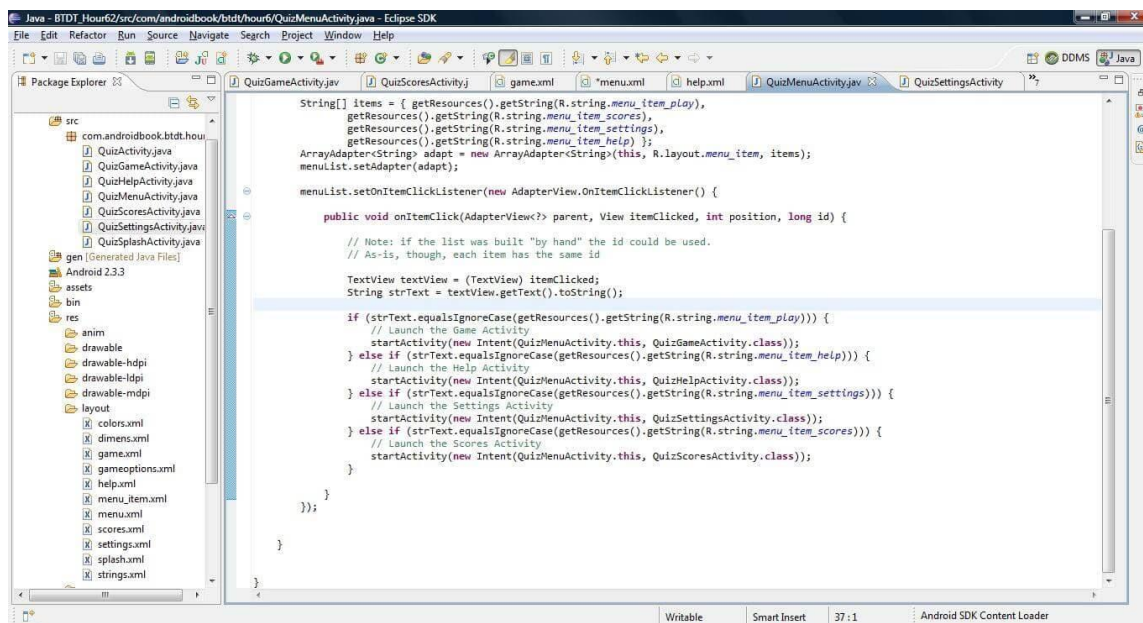 Java - BTDT_Hour62/src/com/androidbook/btdt/hour6/QuizMenuActivity.java - Eclipse SDK
File Edit Refactor Run Source Navigate Search Project Window Help
DDMS Java
Package Explorer
QuizGameActivity.jav QuizScoresActivity.j game.xml *menu.xml help.xml QuizMenuActivity.jav QuizSettingsActivity »7
src
com.androidbook.btdt.hour
QuizActivity.java
QuizGameActivity.java
QuizHelpActivity.java
QuizMenuActivity.java
QuizScoresActivity.java
QuizSettingsActivity.java
QuizSplashActivity.java
gen [Generated Java Files]
Android 2.3.3
assets
bin
res
anim
drawable
drawable-hdpi
drawable-ldpi
drawable-mdpi
layout
colors.xml
dimens.xml
game.xml
gameoptions.xml
help.xml
menu_item.xml
menu.xml
scores.xml
settings.xml
splash.xml
strings.xml
String[] items = { getResources().getString(R.string.menu_item_play),
getResources().getString(R.string.menu_item_scores),
getResources().getString(R.string.menu_item_settings),
getResources().getString(R.string.menu_item_help) };
ArrayAdapter<String> adapt = new ArrayAdapter<String>(this, R.layout.menu_item, items);
menuList.setAdapter(adapt);
menuList.setOnItemClickListener(new AdapterView.OnItemClickListener() {
public void onItemClick(AdapterView<?> parent, View itemClicked, int position, long id) {
// Note: if the list was built "by hand" the id could be used.
// As-is, though, each item has the same id
TextView textView = (TextView) itemClicked;
String strText = textView.getText().toString();
if (strText.equalsIgnoreCase(getResources().getString(R.string.menu_item_play))) {
// Launch the Game Activity
startActivity(new Intent(QuizMenuActivity.this, QuizGameActivity.class));
} else if (strText.equalsIgnoreCase(getResources().getString(R.string.menu_item_help))) {
// Launch the Help Activity
startActivity(new Intent(QuizMenuActivity.this, QuizHelpActivity.class));
} else if (strText.equalsIgnoreCase(getResources().getString(R.string.menu_item_settings))) {
// Launch the Settings Activity
startActivity(new Intent(QuizMenuActivity.this, QuizSettingsActivity.class));
} else if (strText.equalsIgnoreCase(getResources().getString(R.string.menu_item_scores))) {
// Launch the Scores Activity
startActivity(new Intent(QuizMenuActivity.this, QuizScoresActivity.class));
}
}
});
}
}
Writable Smart Insert 37 : 1 Android SDK Content Loader